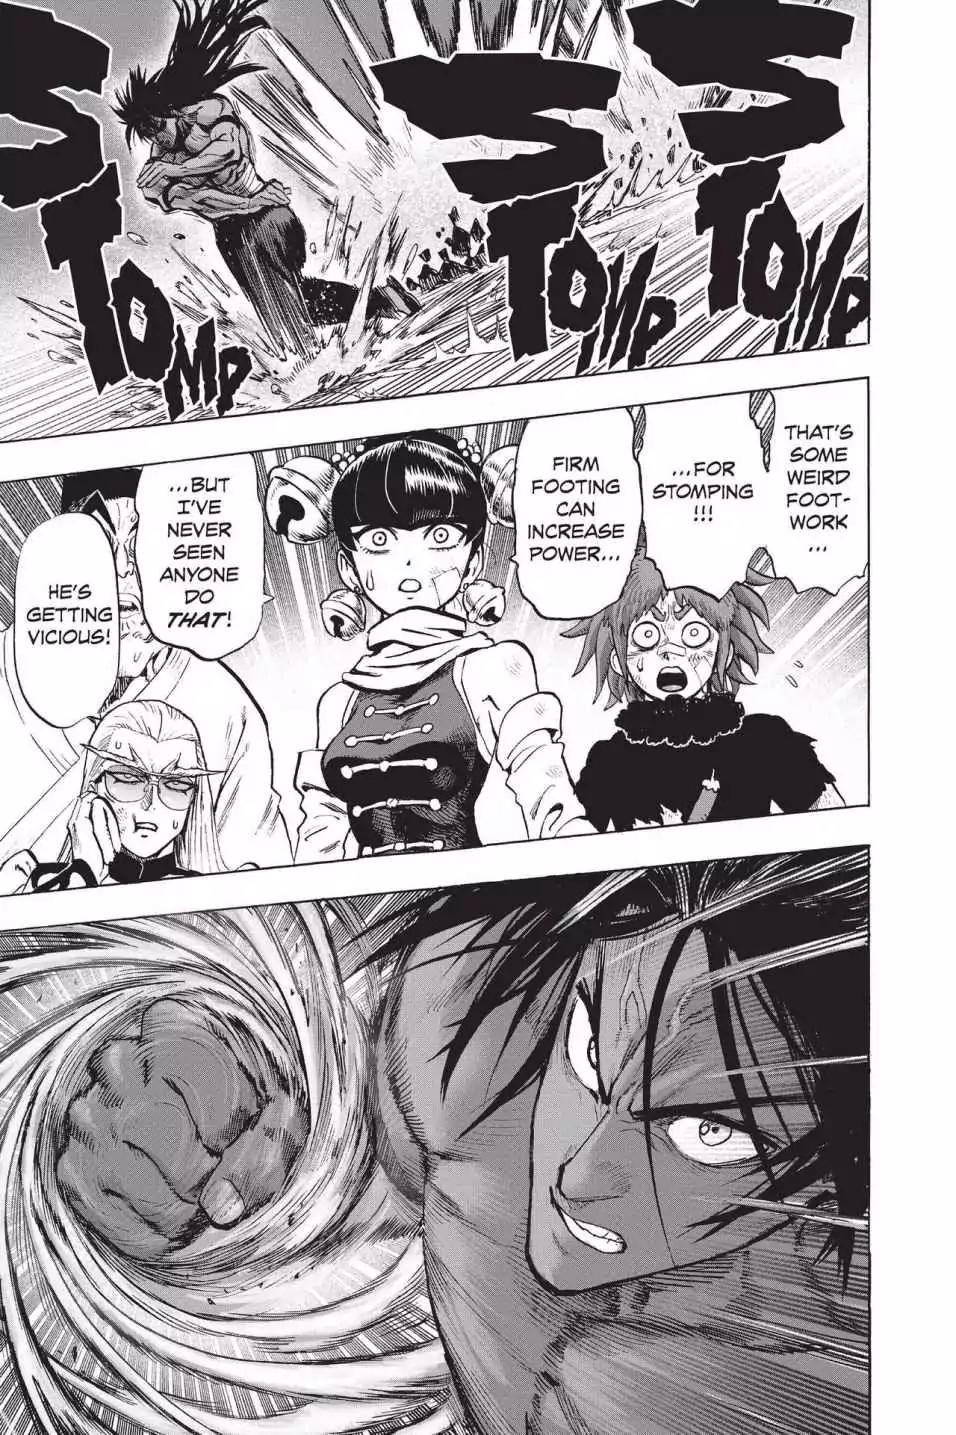 STOMP
STOMP
STOMP
THAT'S
SOME
WEIRD
FOOT-
WORK
...
...FOR
STOMPING
!!!
FIRM
FOOTING
CAN
INCREASE
POWER...
...BUT
I'VE
NEVER
SEEN
ANYONE
DO
THAT!
HE'S
GETTING
VICIOUS!